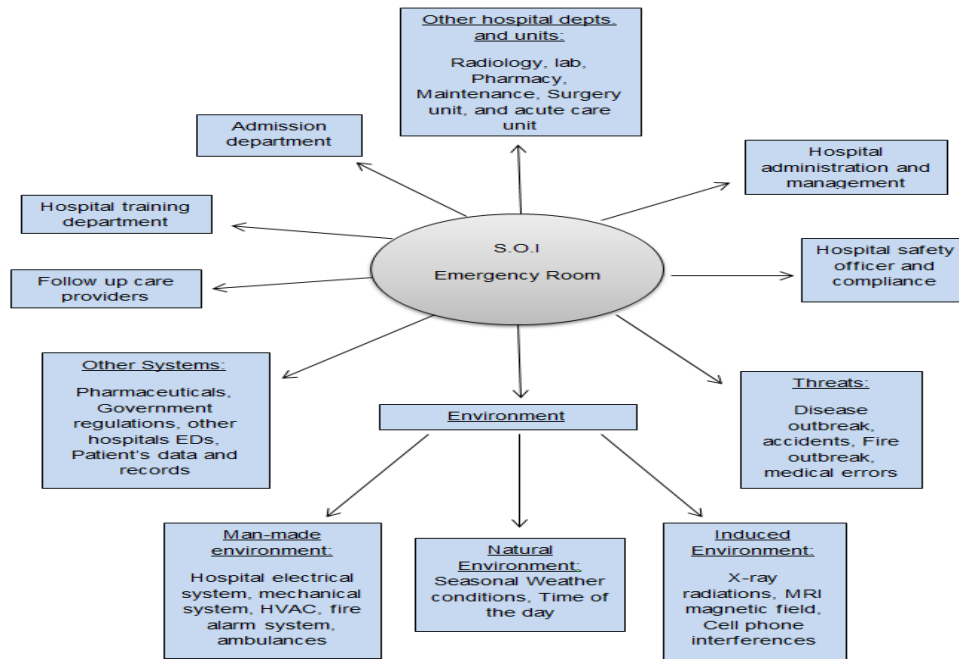 Other hospital depts.
and units:
Radiology, lab,
Pharmacy,
Maintenance, Surgery
unit, and acute care
unit
Admission
department
Hospital
administration and
management
Hospital training
department
S.O.I
Emergency Room
Hospital safety
officer and
compliance
Follow up care
providers
Other Systems:
Pharmaceuticals,
Government
regulations, other
hospitals EDs,
Patient's data and
records
Environment
Threats:
Disease
outbreak,
accidents, Fire
outbreak,
medical errors
Man-made
environment:
Hospital electrical
system, mechanical
system, HVAC, fire
alarm system,
ambulances
Natural
Environment:
Seasonal Weather
conditions, Time of
the day
Induced
Environment:
X-ray
radiations, MRI
magnetic field,
Cell phone
interferences